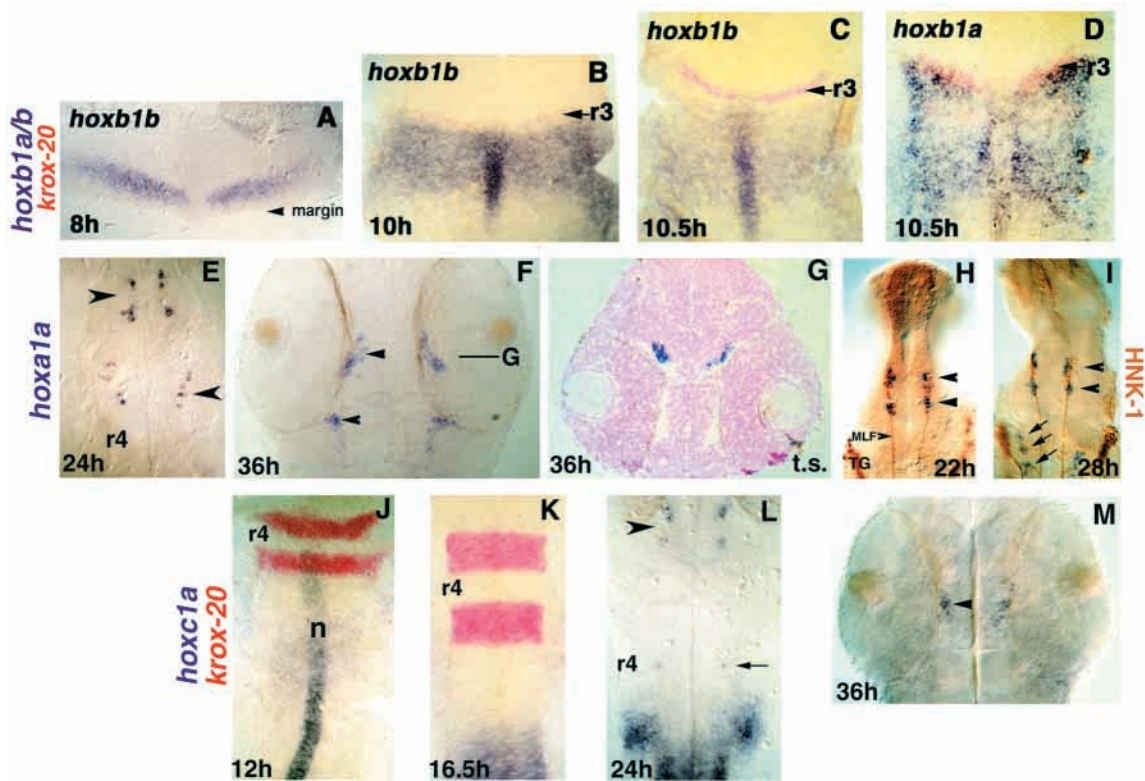 hoxb1a/b
krox-20
hoxb1b
A
margin
8h
hoxb1b
B
r3
10h
hoxb1b
C
r3
10.5h
hoxb1a
D
r3
10.5h
hoxa1a
E
r4
24h
F
G
36h
G
t.s.
36h
H
MLF
TG
22h
I
28h
HNK-1
hoxc1a
krox-20
J
r4
n
12h
K
r4
16.5h
L
r4
24h
M
36h